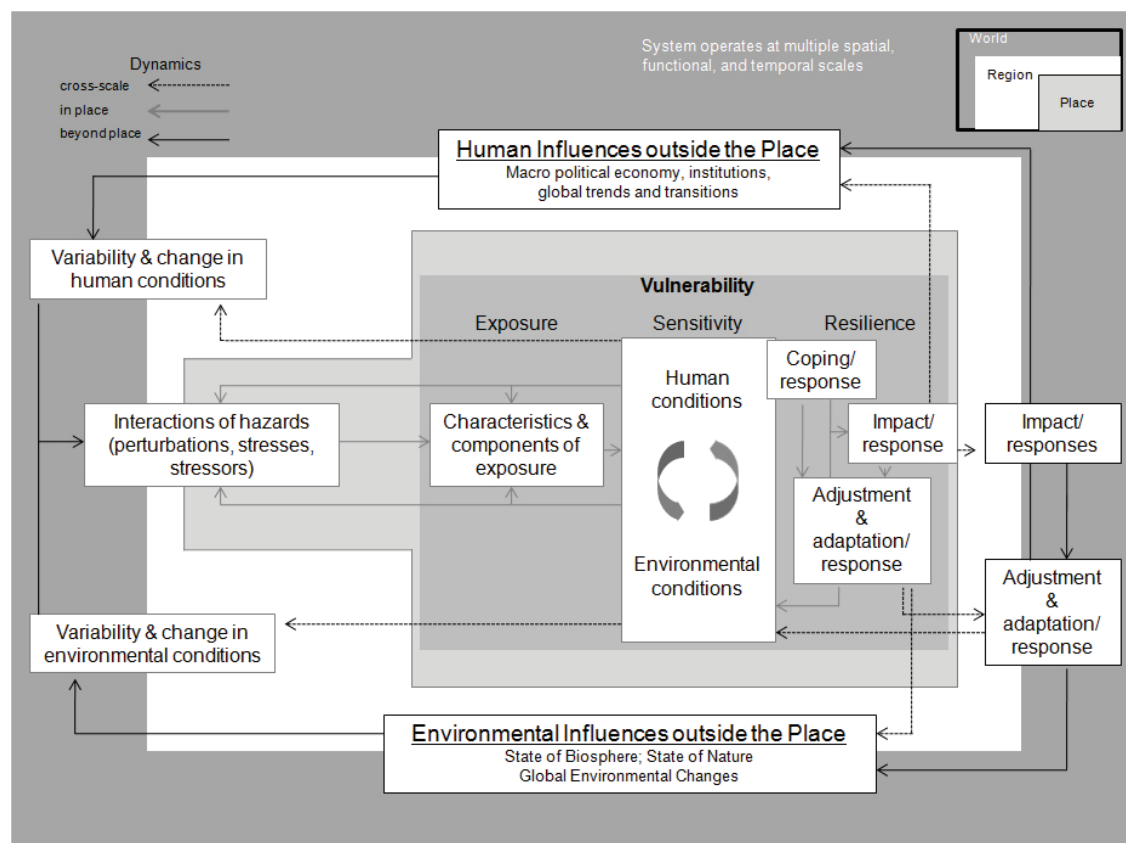 System operates at multiple spatial,
functional, and temporal scales
World
Region
Place
Dynamics
cross-scale
in place
beyond place
Human Influences outside the Place
Macro political economy, institutions,
global trends and transitions
Variability & change in
human conditions
Vulnerability
Exposure
Sensitivity
Resilience
Coping/
response
Human
conditions
Interactions of hazards
(perturbations, stresses,
stressors)
Characteristics &
components of
exposure
Impact/
response
Impact/
responses
Adjustment
&
adaptation/
response
Environmental
conditions
Adjustment
&
adaptation/
response
Variability & change in
environmental conditions
Environmental Influences outside the Place
State of Biosphere; State of Nature
Global Environmental Changes